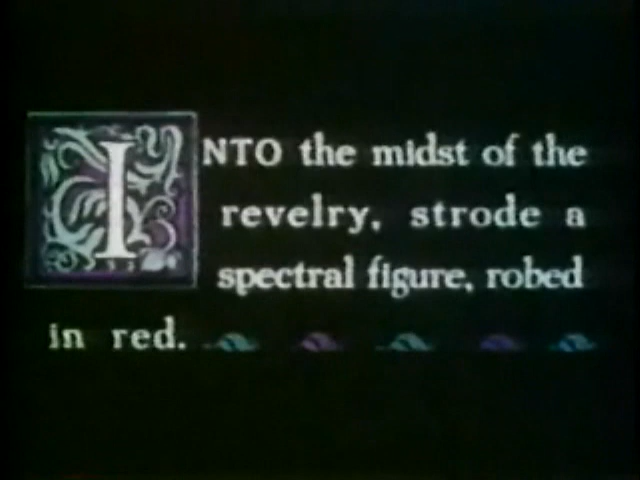 INTO the midst of the
revelry, strode a
spectral figure, robed
in red.